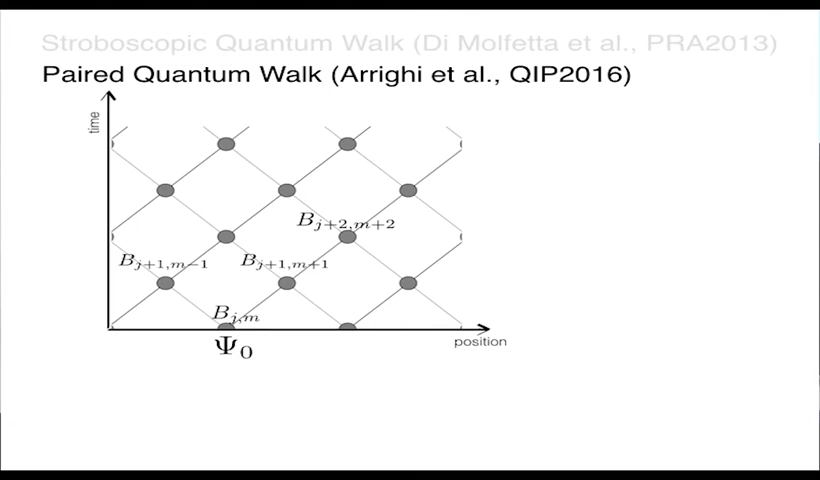 Stroboscopic Quantum Walk (Di Molfetta et al., PRA2013)
Paired Quantum Walk (Arrighi et al., QIP2016)
time
B_{j+2,m+2}
B_{j+1,m-1} B_{j+1,m+1}
B_{j,m}
Ψ_0
position